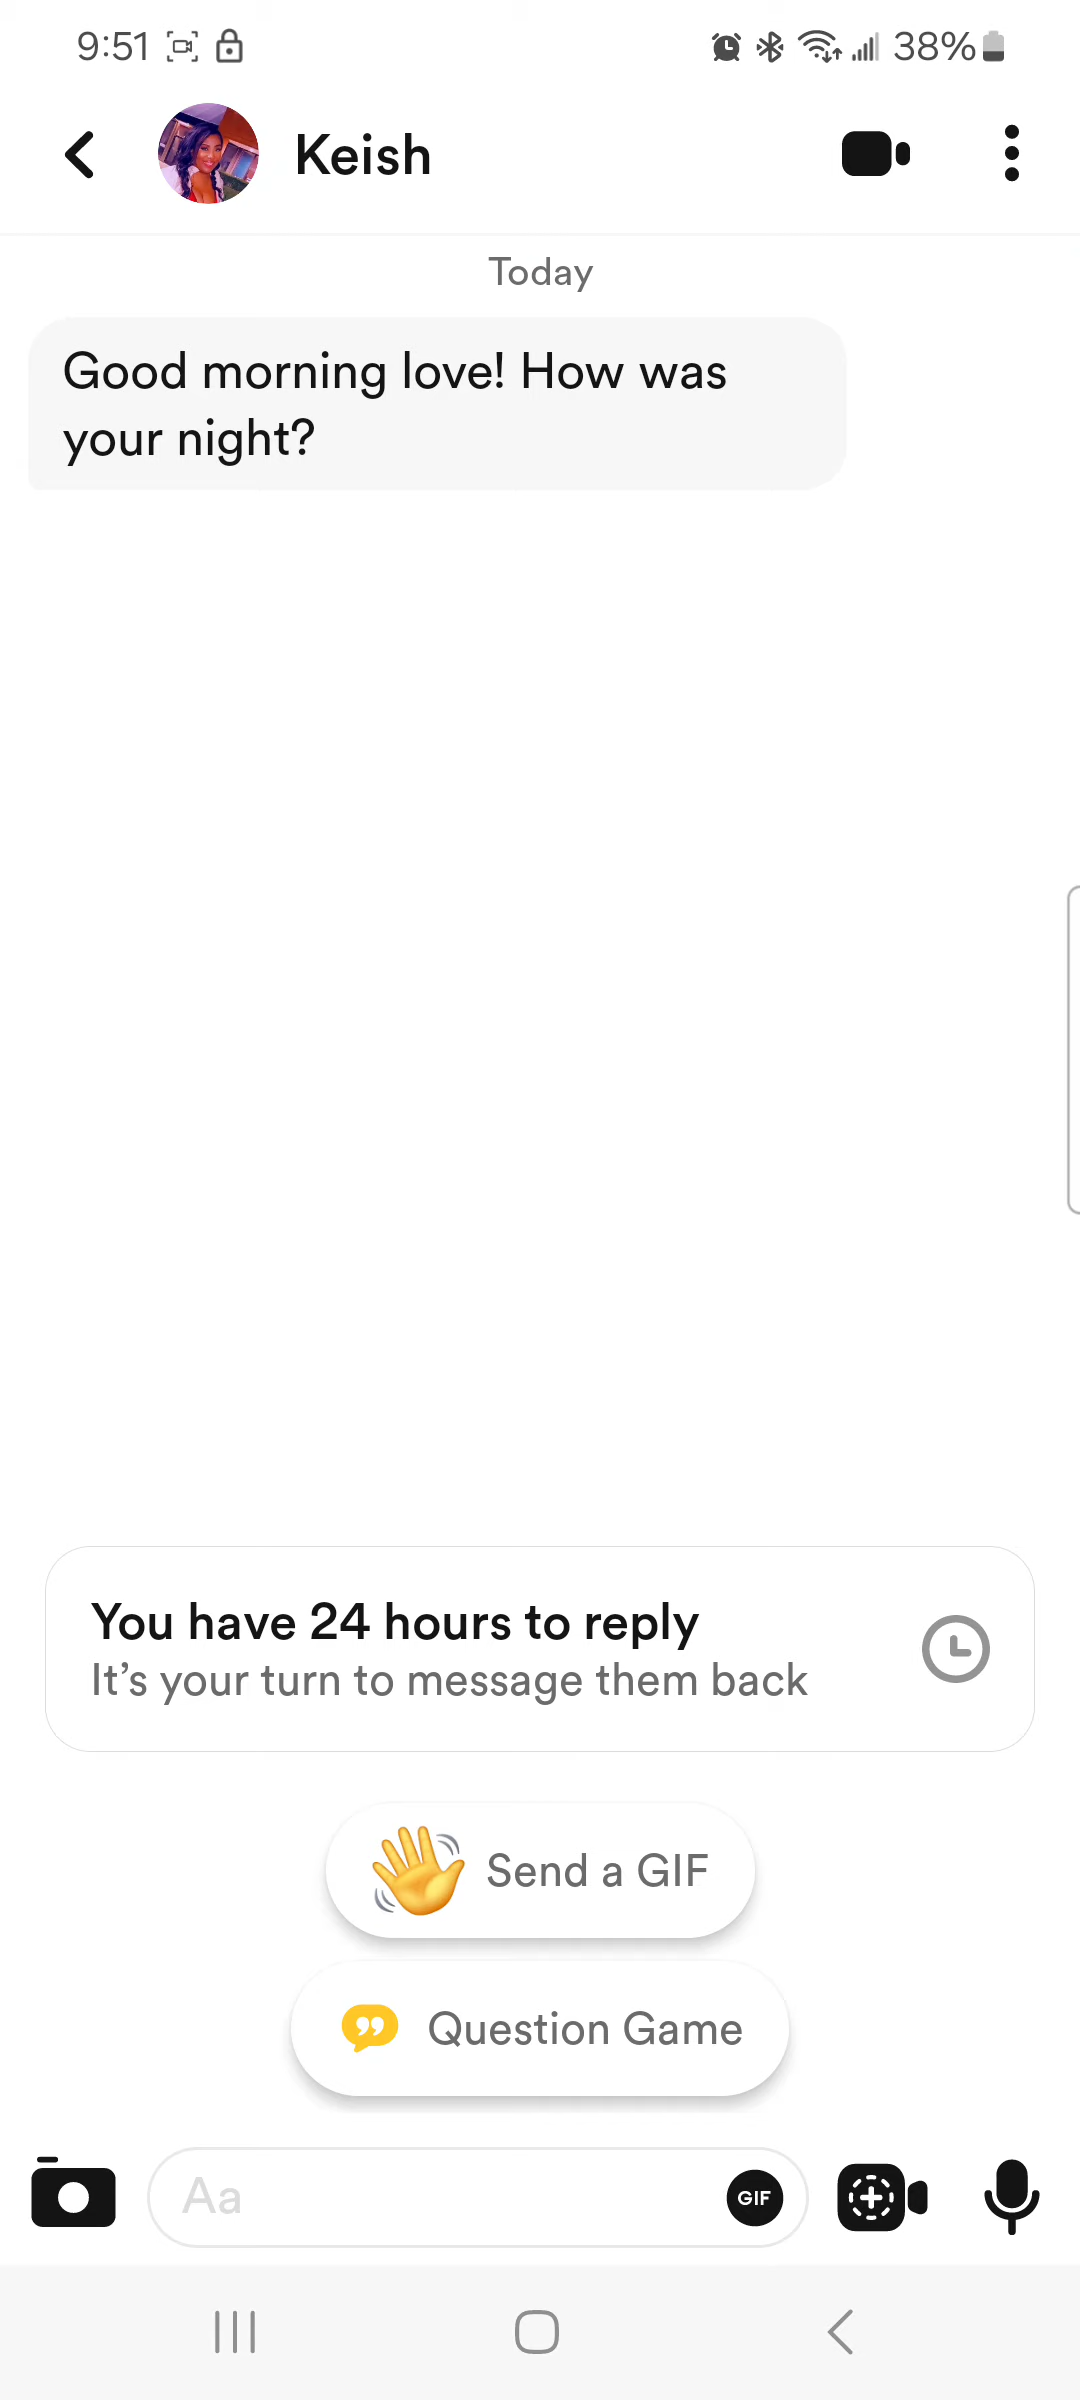 9:51
38%
Keish
Today
Good morning love! How was
your night?
You have 24 hours to reply
It’s your turn to message them back
Send a GIF
Question Game
Aa
GIF